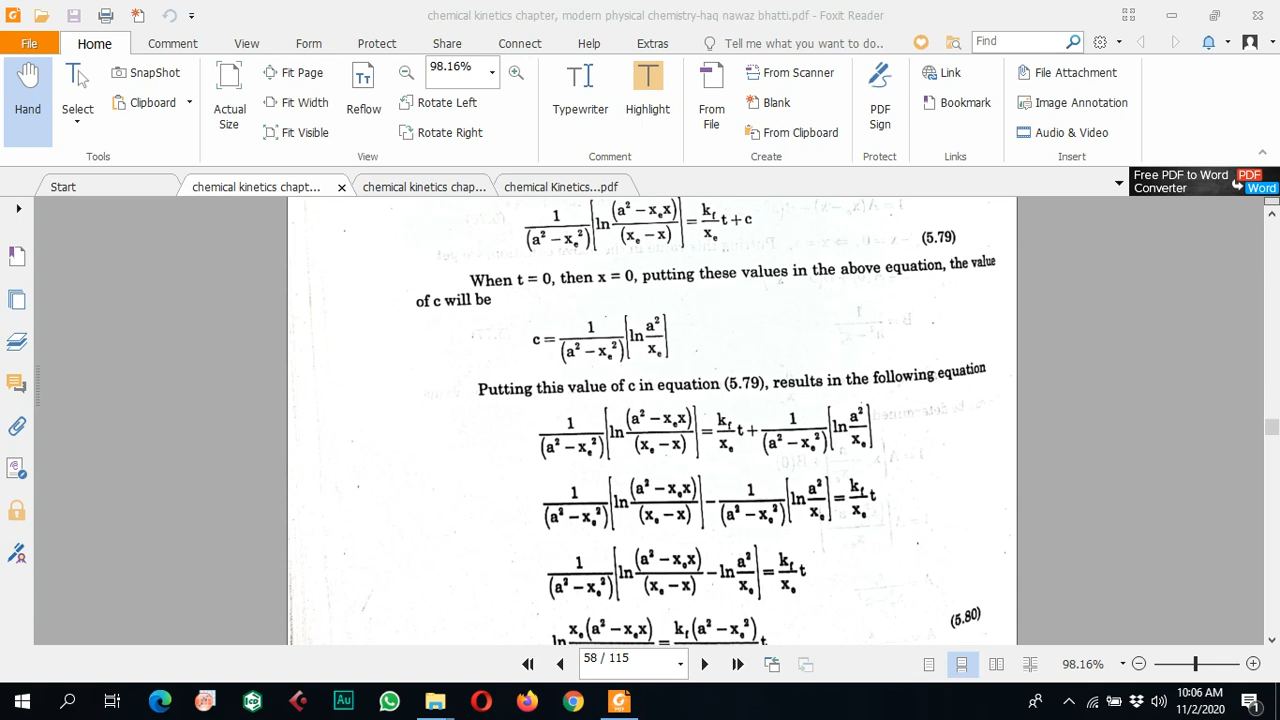 chemical kinetics chapter, modern physical chemistry-haq nawaz bhatti.pdf - Foxit Reader
File Home Comment View Form Protect Share Connect Help Extras Tell me what you want to do.. Find
Hand
Select
SnapShot
Clipboard
Tools
Actual Size
Fit Page
Fit Width
Fit Visible
Reflow
98.16%
Rotate Left
Rotate Right
View
Typewriter
Highlight
Comment
From File
From Scanner
Blank
From Clipboard
Create
PDF Sign
Protect
Link
Bookmark
Links
File Attachment
Image Annotation
Audio & Video
Insert
Start chemical kinetics chapt... x chemical kinetics chap... chemical Kinetics...pdf
Free PDF to Word Converter PDF Word
1/(a² − xₑ²) [ln (a² − xₑx)/(xₑ − x)] = k_f/xₑ t + c (5.79)
When t = 0, then x = 0, putting these values in the above equation, the value
of c will be
c = 1/(a² − xₑ²) [ln a²/xₑ]
Putting this value of c in equation (5.79), results in the following equation
1/(a² − xₑ²) [ln (a² − xₑx)/(xₑ − x)] = k_f/xₑ t + 1/(a² − xₑ²) [ln a²/xₑ]
1/(a² − xₑ²) [ln (a² − xₑx)/(xₑ − x)] − 1/(a² − xₑ²) [ln a²/xₑ] = k_f/xₑ t
1/(a² − xₑ²) [ln (a² − xₑx)/(xₑ − x) − ln a²/xₑ] = k_f/xₑ t
ln xₑ(a² − xₑx) = k_f(a² − xₑ²) t (5.80)
58 / 115
98.16%
Au
10:06 AM
11/2/2020
1